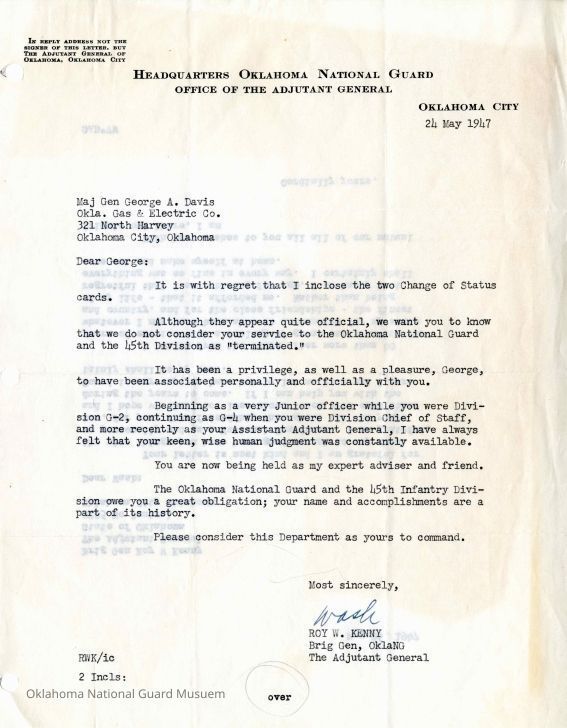 IN REPLY ADDRESS NOT THE
SIGNER OF THIS LETTER, BUT
THE ADJUTANT GENERAL OF
OKLAHOMA, OKLAHOMA CITY
HEADQUARTERS OKLAHOMA NATIONAL GUARD
OFFICE OF THE ADJUTANT GENERAL
OKLAHOMA CITY
24 May 1947
Maj Gen George A. Davis
Okla. Gas & Electric Co.
321 North Harvey
Oklahoma City, Oklahoma
Dear George:
It is with regret that I inclose the two Change of Status
cards.
Although they appear quite official, we want you to know
that we do not consider your service to the Oklahoma National Guard
and the 45th Division as "terminated."
It has been a privilege, as well as a pleasure, George,
to have been associated personally and officially with you.
Beginning as a very Junior officer while you were Divi-
sion G-2, continuing as G-4 when you were Division Chief of Staff,
and more recently as your Assistant Adjutant General, I have always
felt that your keen, wise human judgment was constantly available.
You are now being held as my expert adviser and friend.
The Oklahoma National Guard and the 45th Infantry Divi-
sion owe you a great obligation; your name and accomplishments are a
part of its history.
Please consider this Department as yours to command.
Most sincerely,
Wash
ROY W. KENNY
Brig Gen, OklaNG
The Adjutant General
RWK/ic
2 Incls:
Oklahoma National Guard Musuem
over